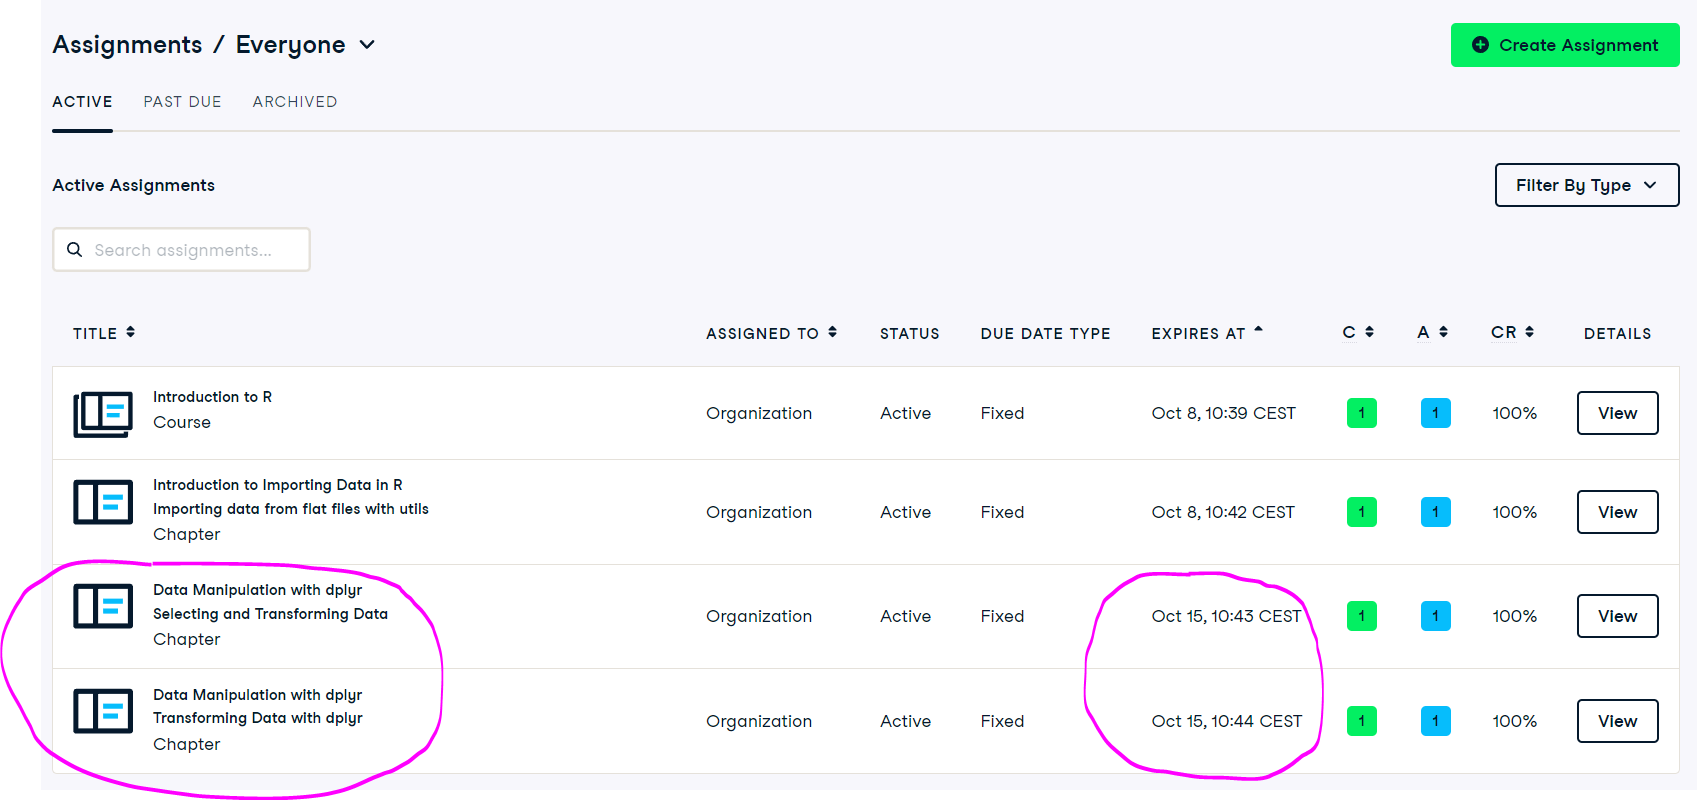 Assignments / Everyone
Create Assignment
ACTIVE PAST DUE ARCHIVED
Active Assignments
Filter By Type
Search assignments...
TITLE ASSIGNED TO STATUS DUE DATE TYPE EXPIRES AT C A CR DETAILS
Introduction to R
Course
Organization Active Fixed Oct 8, 10:39 CEST 1 1 100% View
Introduction to Importing Data in R
Importing data from flat files with utils
Chapter
Organization Active Fixed Oct 8, 10:42 CEST 1 1 100% View
Data Manipulation with dplyr
Selecting and Transforming Data
Chapter
Organization Active Fixed Oct 15, 10:43 CEST 1 1 100% View
Data Manipulation with dplyr
Transforming Data with dplyr
Chapter
Organization Active Fixed Oct 15, 10:44 CEST 1 1 100% View